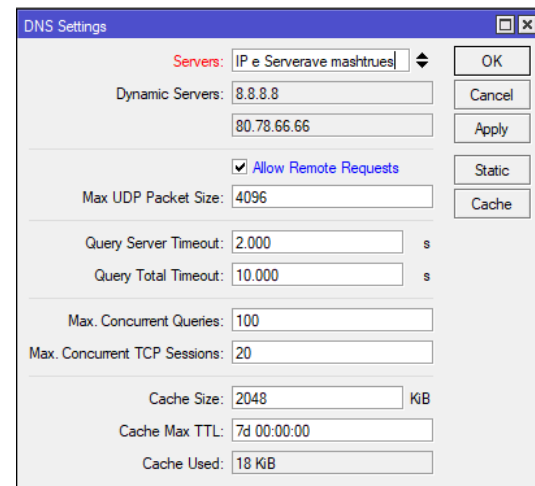 DNS Settings
Servers: IP e Serverave mashtrues
OK
Dynamic Servers: 8.8.8.8
Cancel
80.78.66.66
Apply
Allow Remote Requests
Static
Max UDP Packet Size: 4096
Cache
Query Server Timeout: 2.000 s
Query Total Timeout: 10.000 s
Max. Concurrent Queries: 100
Max. Concurrent TCP Sessions: 20
Cache Size: 2048 KiB
Cache Max TTL: 7d 00:00:00
Cache Used: 18 KiB